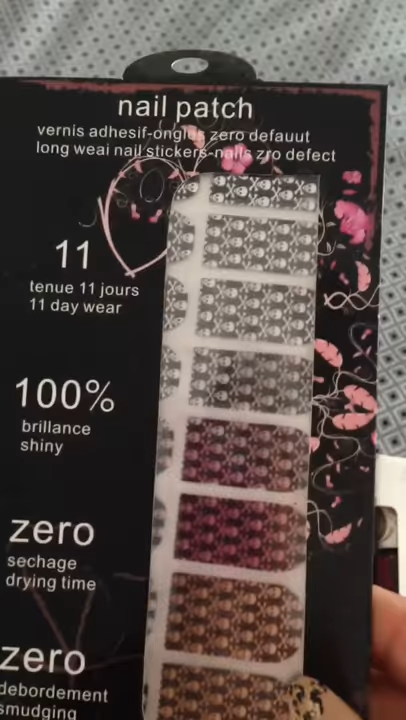 nail patch
vernis adhesif-ongles zero defauut
long weai nail stickers-nails zro defect
11
tenue 11 jours
11 day wear
100%
brillance
shiny
zero
sechage
drying time
zero
debordement
smudging